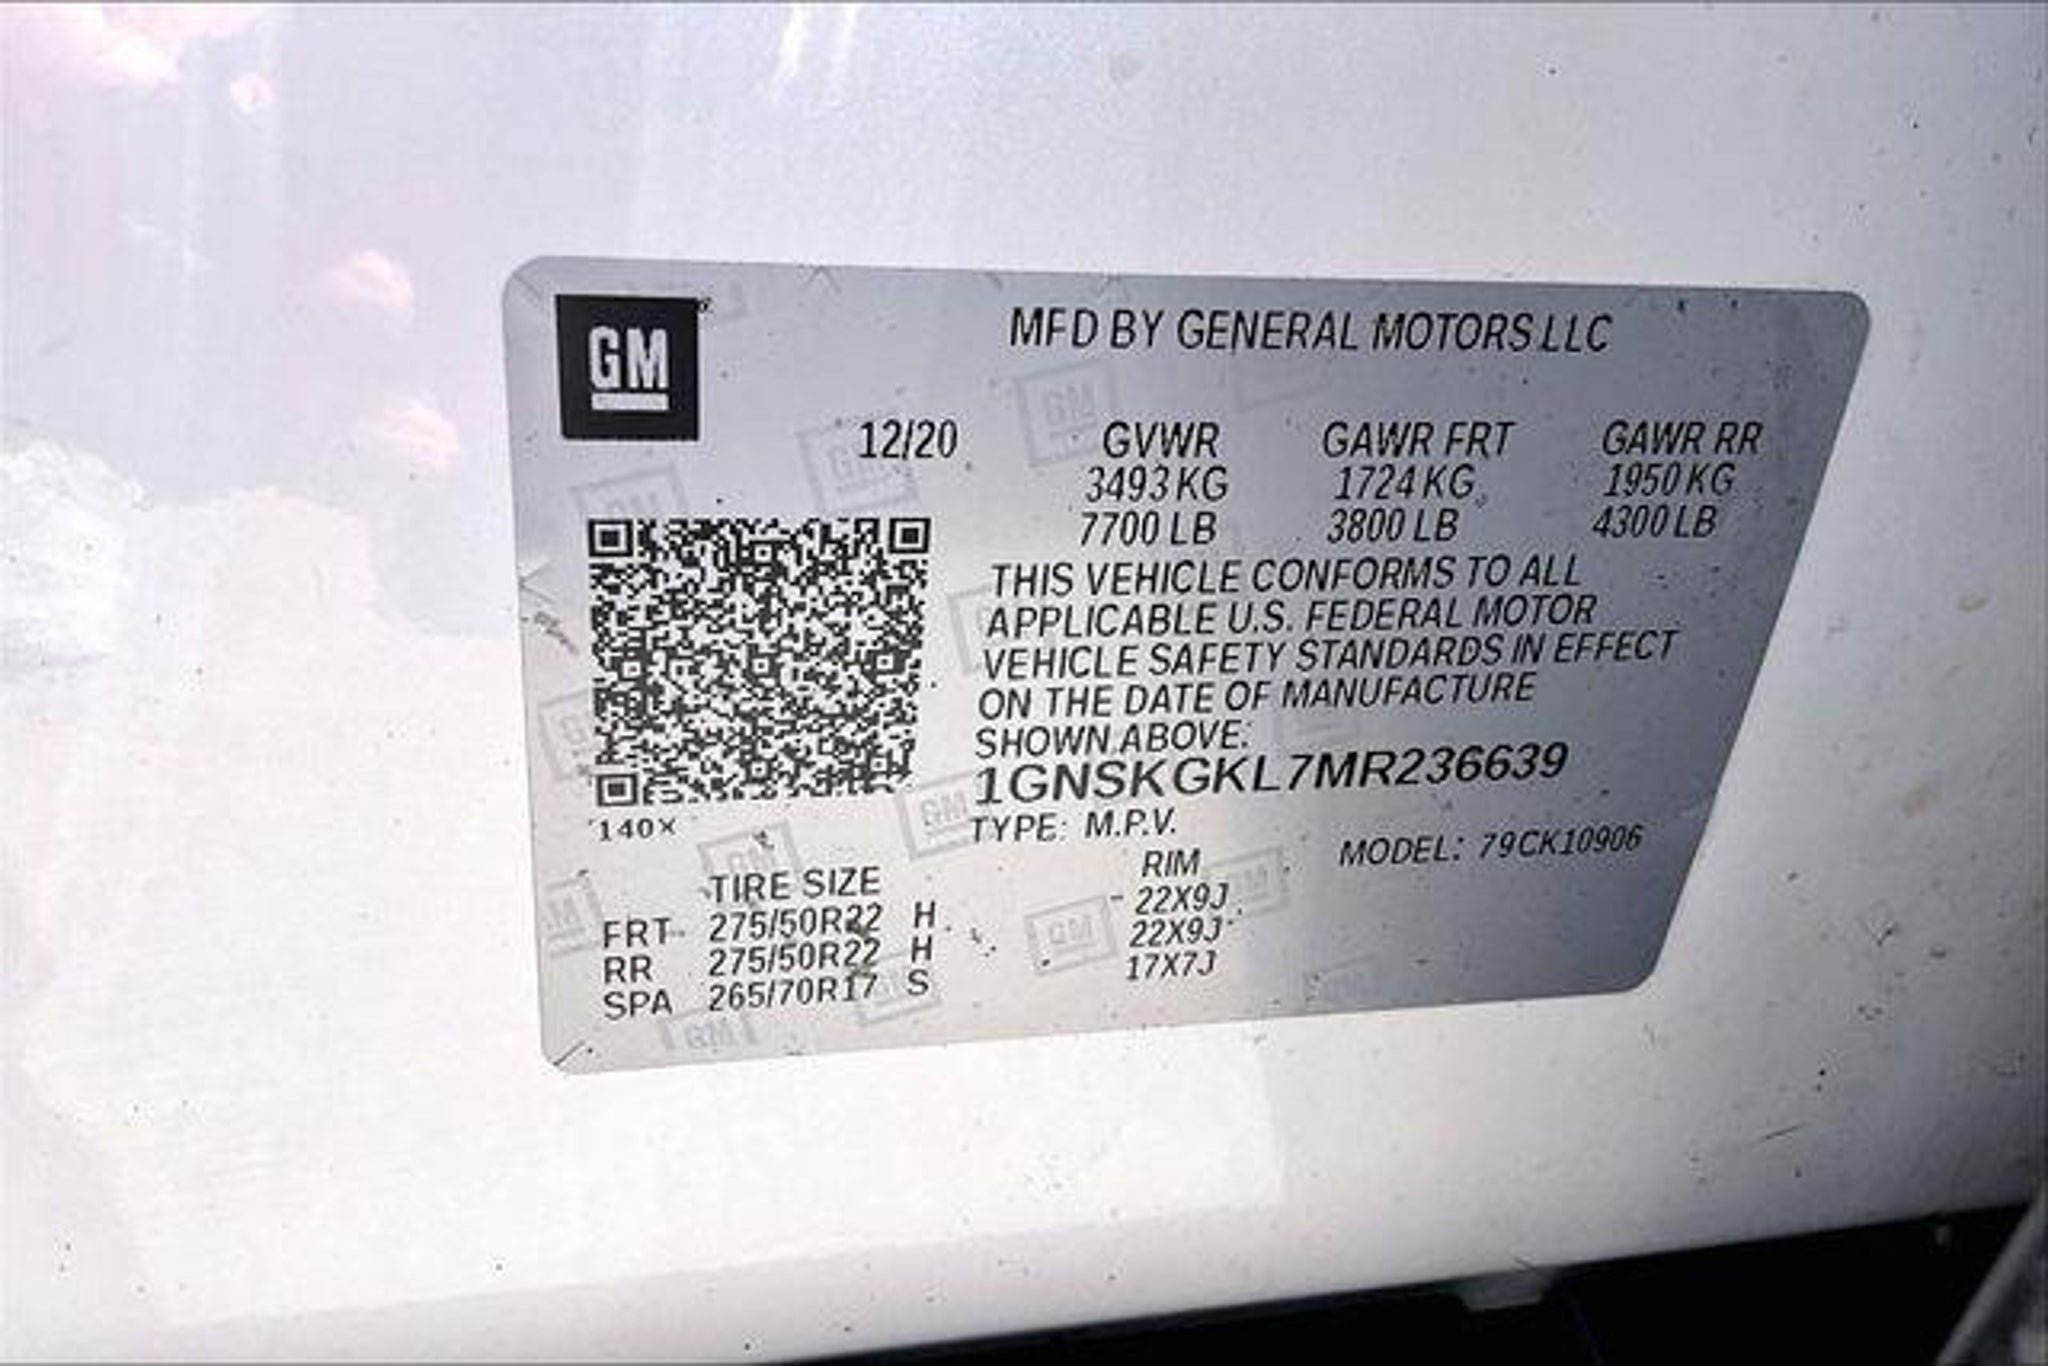 GM
MFD BY GENERAL MOTORS LLC
12/20 GVWR GAWR FRT GAWR RR
3493 KG 1724 KG 1950 KG
7700 LB 3800 LB 4300 LB
THIS VEHICLE CONFORMS TO ALL
APPLICABLE U.S. FEDERAL MOTOR
VEHICLE SAFETY STANDARDS IN EFFECT
ON THE DATE OF MANUFACTURE
SHOWN ABOVE:
1GNSKGKL7MR236639
140X
TYPE: M.P.V. MODEL: 79CK10906
TIRE SIZE RIM
FRT 275/50R22 H 22X9J
RR 275/50R22 H 22X9J
SPA 265/70R17 S 17X7J